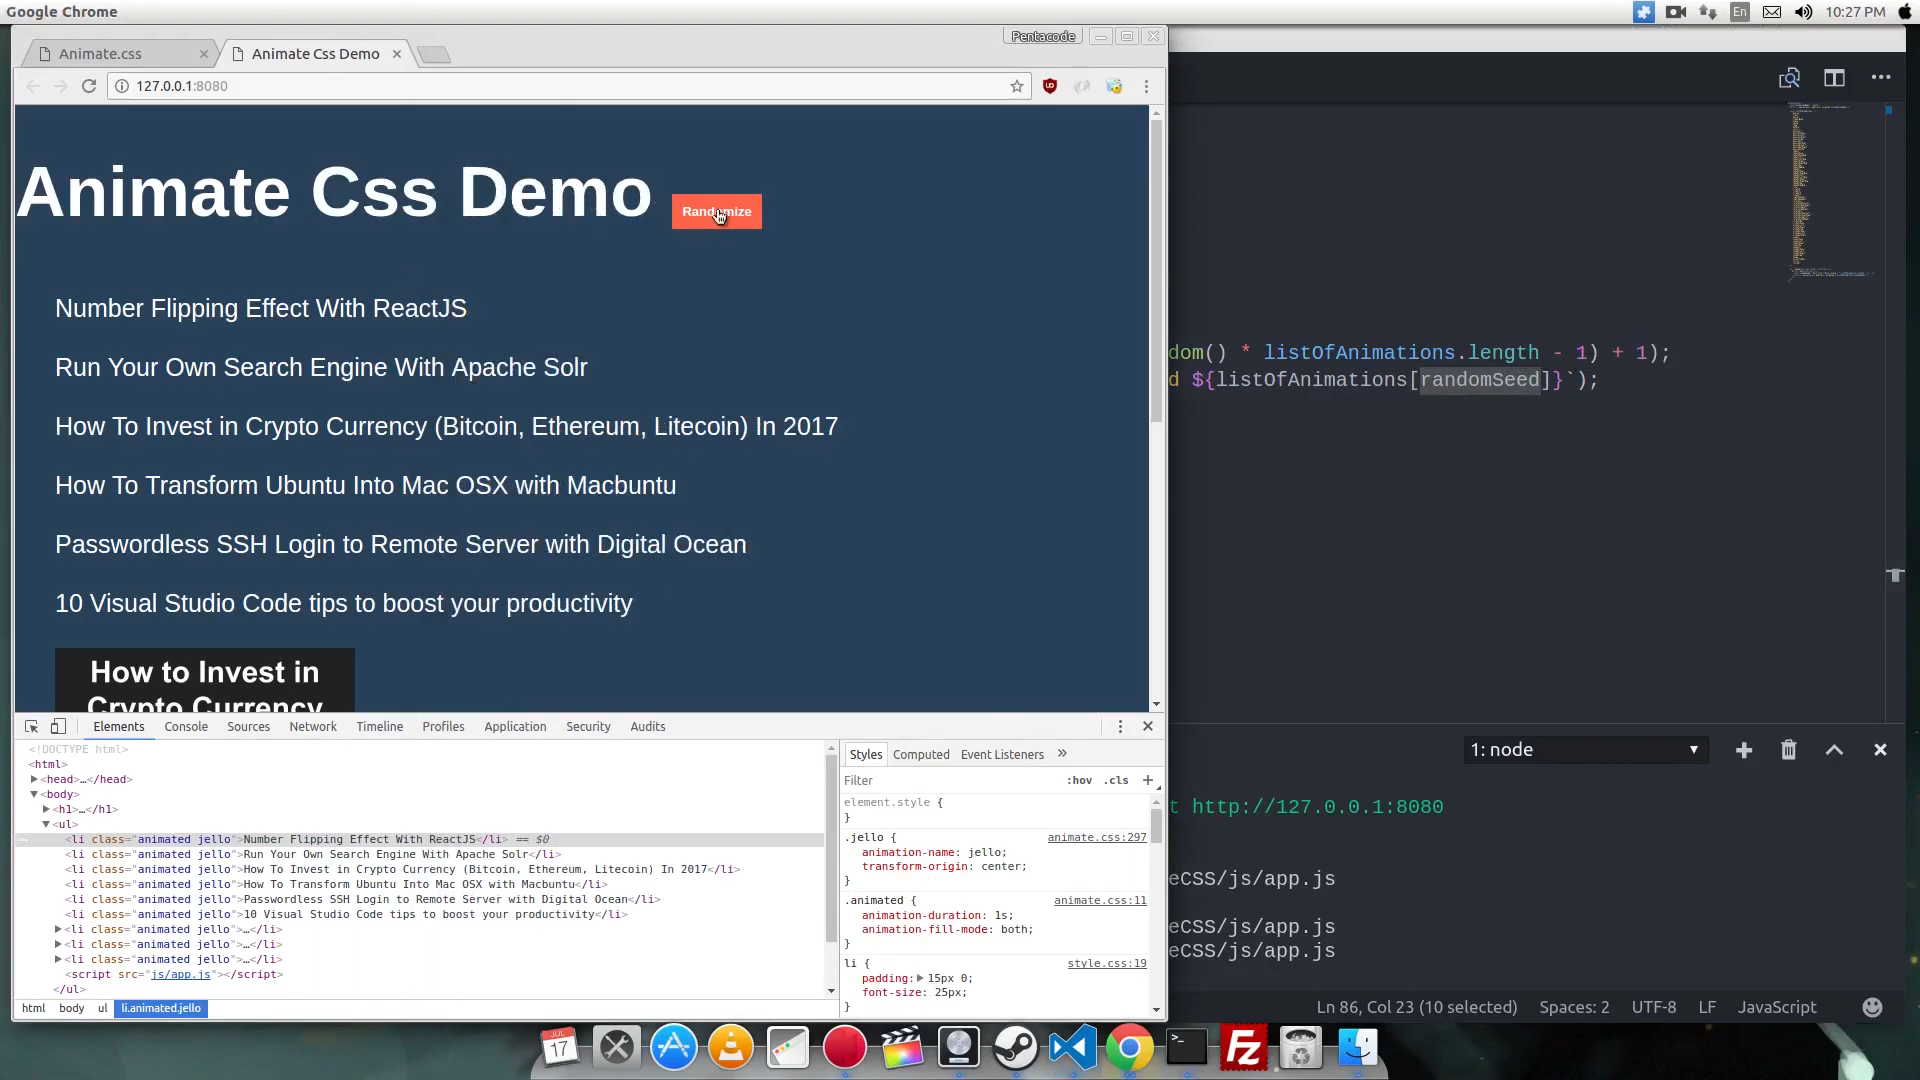 Google Chrome
En
10:27 PM
Animate.css
Animate Css Demo
Pentacode
127.0.0.1:8080
Animate Css Demo
Randomize
Number Flipping Effect With ReactJS
Run Your Own Search Engine With Apache Solr
How To Invest in Crypto Currency (Bitcoin, Ethereum, Litecoin) In 2017
How To Transform Ubuntu Into Mac OSX with Macbuntu
Passwordless SSH Login to Remote Server with Digital Ocean
10 Visual Studio Code tips to boost your productivity
How to Invest in
Crypto Currency
dom() * listOfAnimations.length - 1) + 1);
d ${listOfAnimations[randomSeed]}`);
Elements Console Sources Network Timeline Profiles Application Security Audits
<!DOCTYPE html>
<html>
<head>…</head>
<body>
<h1>…</h1>
<ul>
<li class="animated jello">Number Flipping Effect With ReactJS</li> == $0
<li class="animated jello">Run Your Own Search Engine With Apache Solr</li>
<li class="animated jello">How To Invest in Crypto Currency (Bitcoin, Ethereum, Litecoin) In 2017</li>
<li class="animated jello">How To Transform Ubuntu Into Mac OSX with Macbuntu</li>
<li class="animated jello">Passwordless SSH Login to Remote Server with Digital Ocean</li>
<li class="animated jello">10 Visual Studio Code tips to boost your productivity</li>
<li class="animated jello">…</li>
<li class="animated jello">…</li>
<li class="animated jello">…</li>
<script src="js/app.js"></script>
</ul>
html body ul li.animated.jello
Styles Computed Event Listeners »
Filter :hov .cls +
element.style {
}
.jello { animate.css:297
animation-name: jello;
transform-origin: center;
}
.animated { animate.css:11
animation-duration: 1s;
animation-fill-mode: both;
}
li { style.css:19
padding: 15px 0;
font-size: 25px;
}
1: node
t http://127.0.0.1:8080
eCSS/js/app.js
eCSS/js/app.js
eCSS/js/app.js
Ln 86, Col 23 (10 selected) Spaces: 2 UTF-8 LF JavaScript
JUL
17
>_
Fz